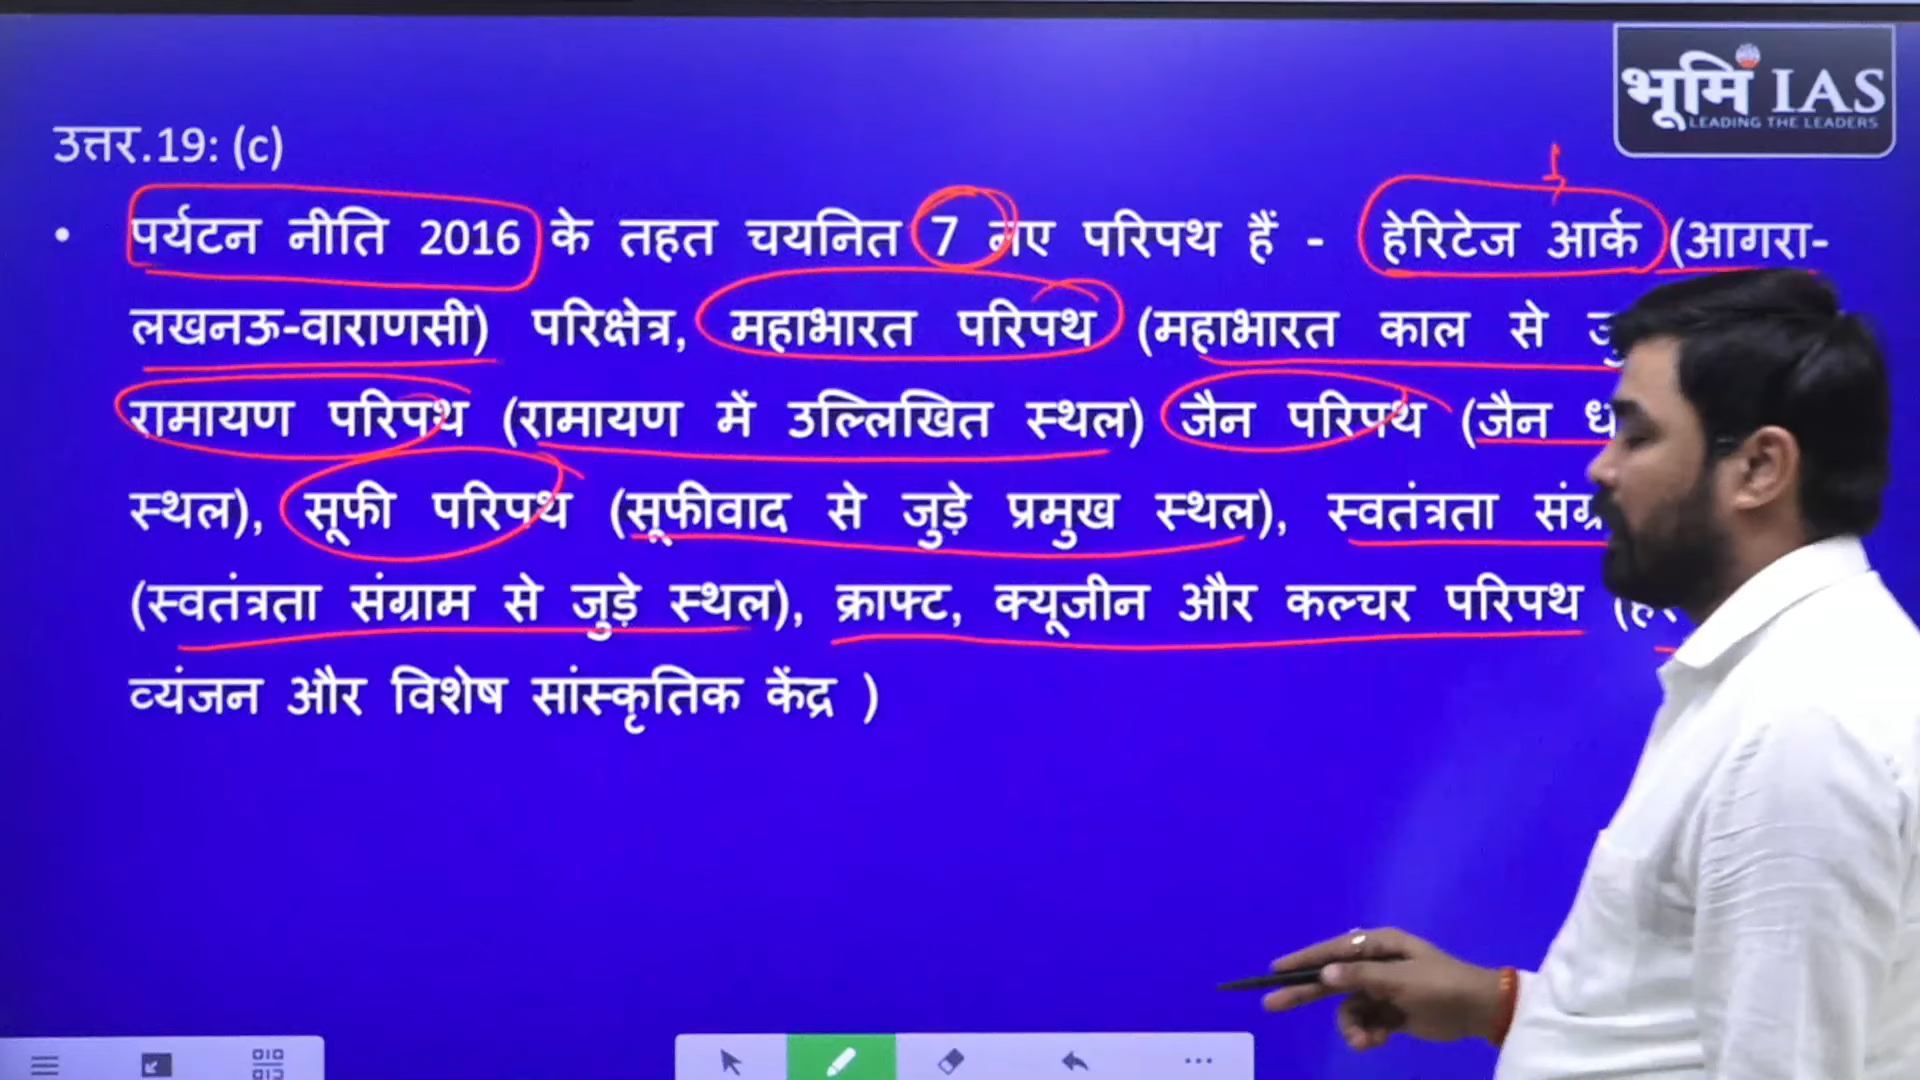 भूमि IAS
LEADING THE LEADERS
उत्तर.19: (c)
• पर्यटन नीति 2016 के तहत चयनित 7 नए परिपथ हैं - हेरिटेज आर्क (आगरा-
लखनऊ-वाराणसी) परिक्षेत्र, महाभारत परिपथ (महाभारत काल से
रामायण परिपथ (रामायण में उल्लिखित स्थल) जैन परिपथ (जैन
स्थल), सूफी परिपथ (सूफीवाद से जुड़े प्रमुख स्थल), स्वतंत्रता
(स्वतंत्रता संग्राम से जुड़े स्थल), क्राफ्ट, क्यूजीन और कल्चर परिपथ
व्यंजन और विशेष सांस्कृतिक केंद्र )